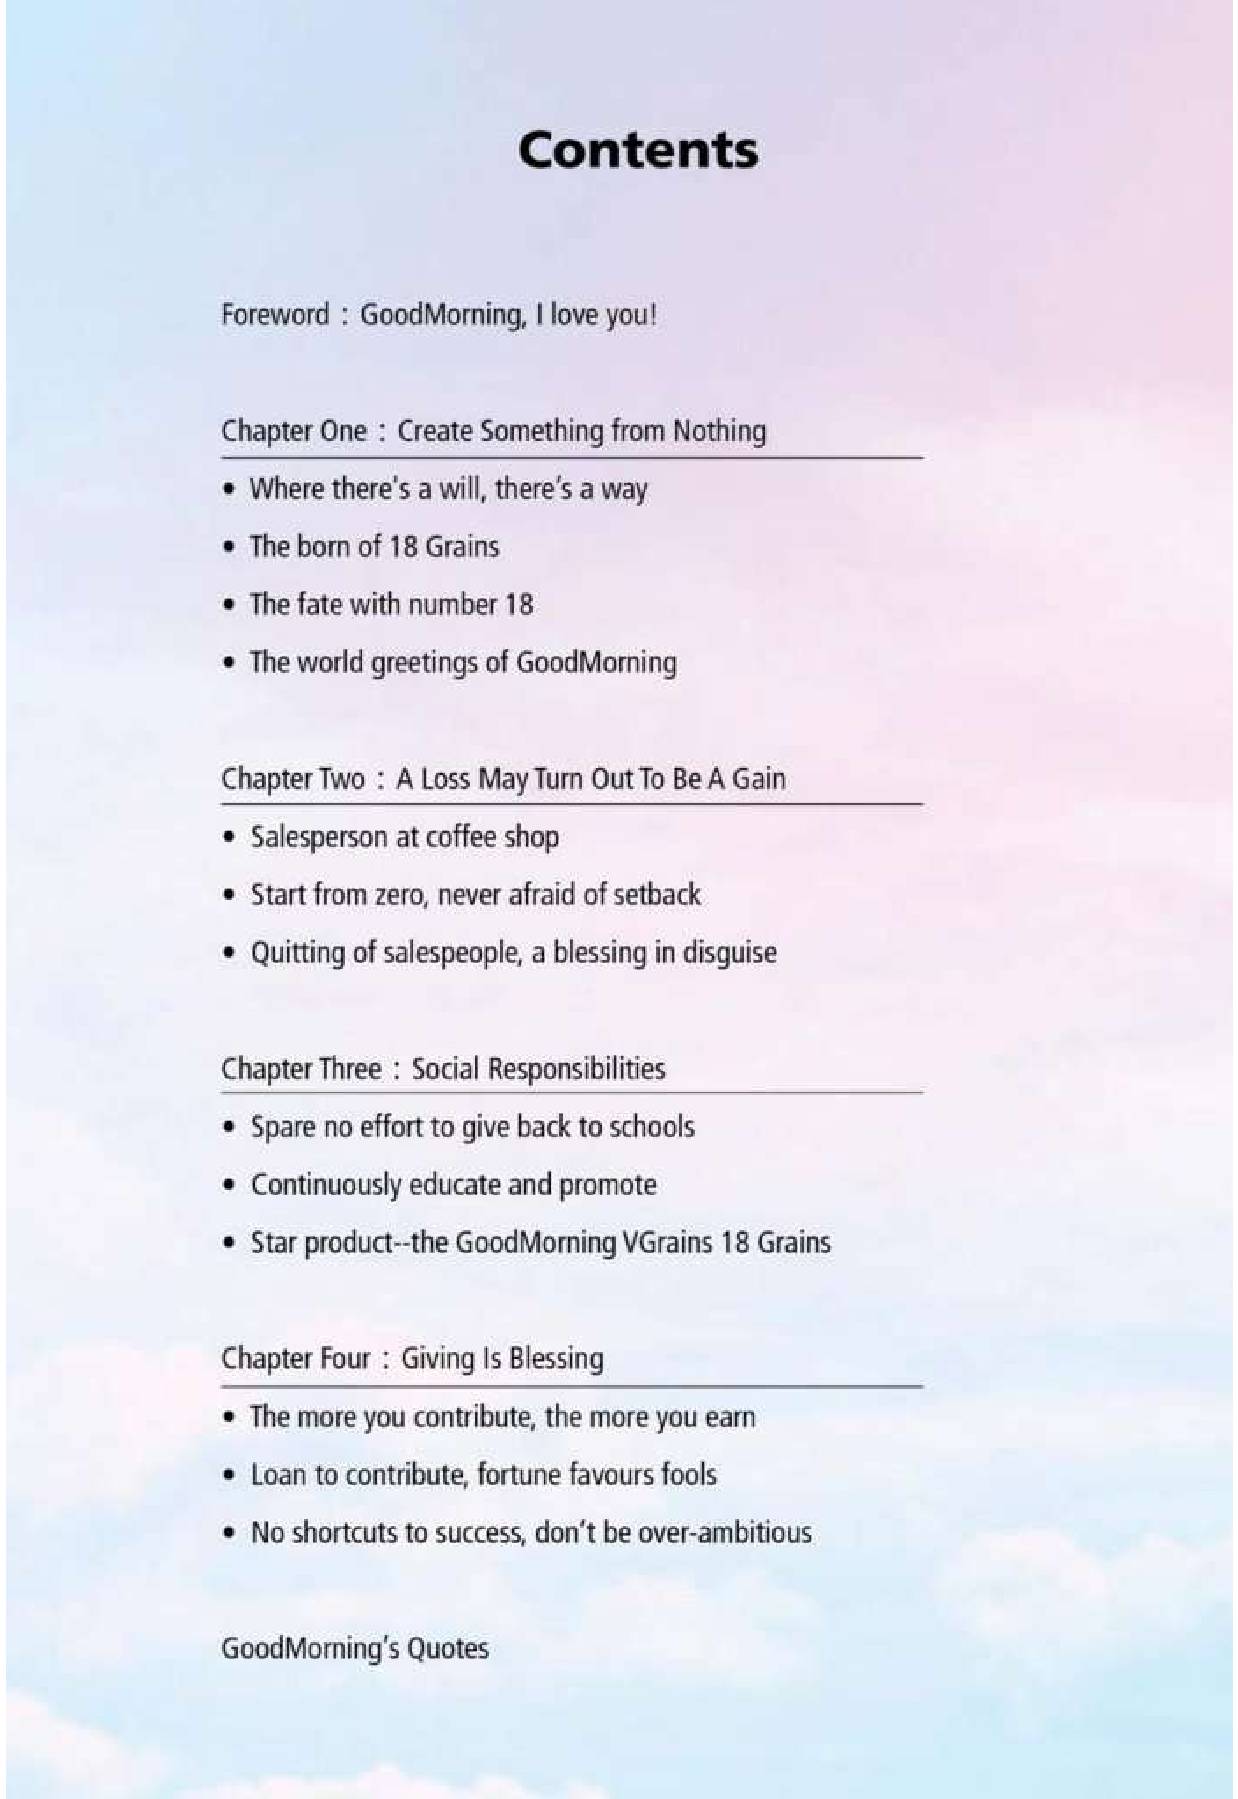 Contents
Foreword : GoodMorning, I love you!
Chapter One : Create Something from Nothing
• Where there's a will, there's a way
• The born of 18 Grains
• The fate with number 18
• The world greetings of GoodMorning
Chapter Two : A Loss May Turn Out To Be A Gain
• Salesperson at coffee shop
• Start from zero, never afraid of setback
• Quitting of salespeople, a blessing in disguise
Chapter Three : Social Responsibilities
• Spare no effort to give back to schools
• Continuously educate and promote
• Star product--the GoodMorning VGrains 18 Grains
Chapter Four : Giving Is Blessing
• The more you contribute, the more you earn
• Loan to contribute, fortune favours fools
• No shortcuts to success, don't be over-ambitious
GoodMorning's Quotes